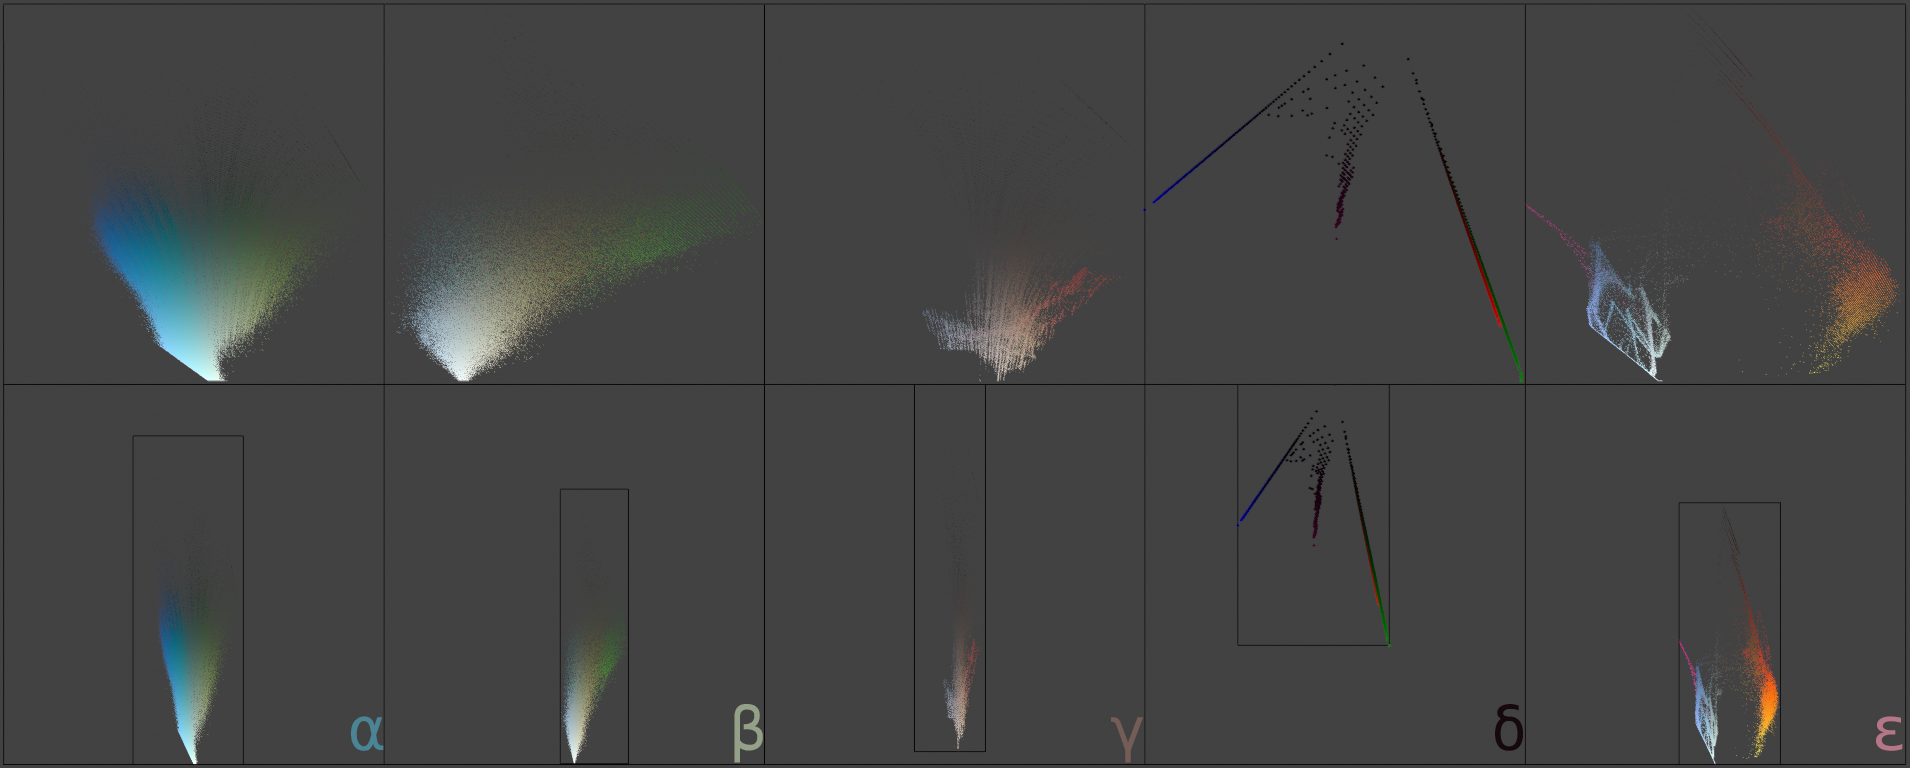 α β γ δ ε